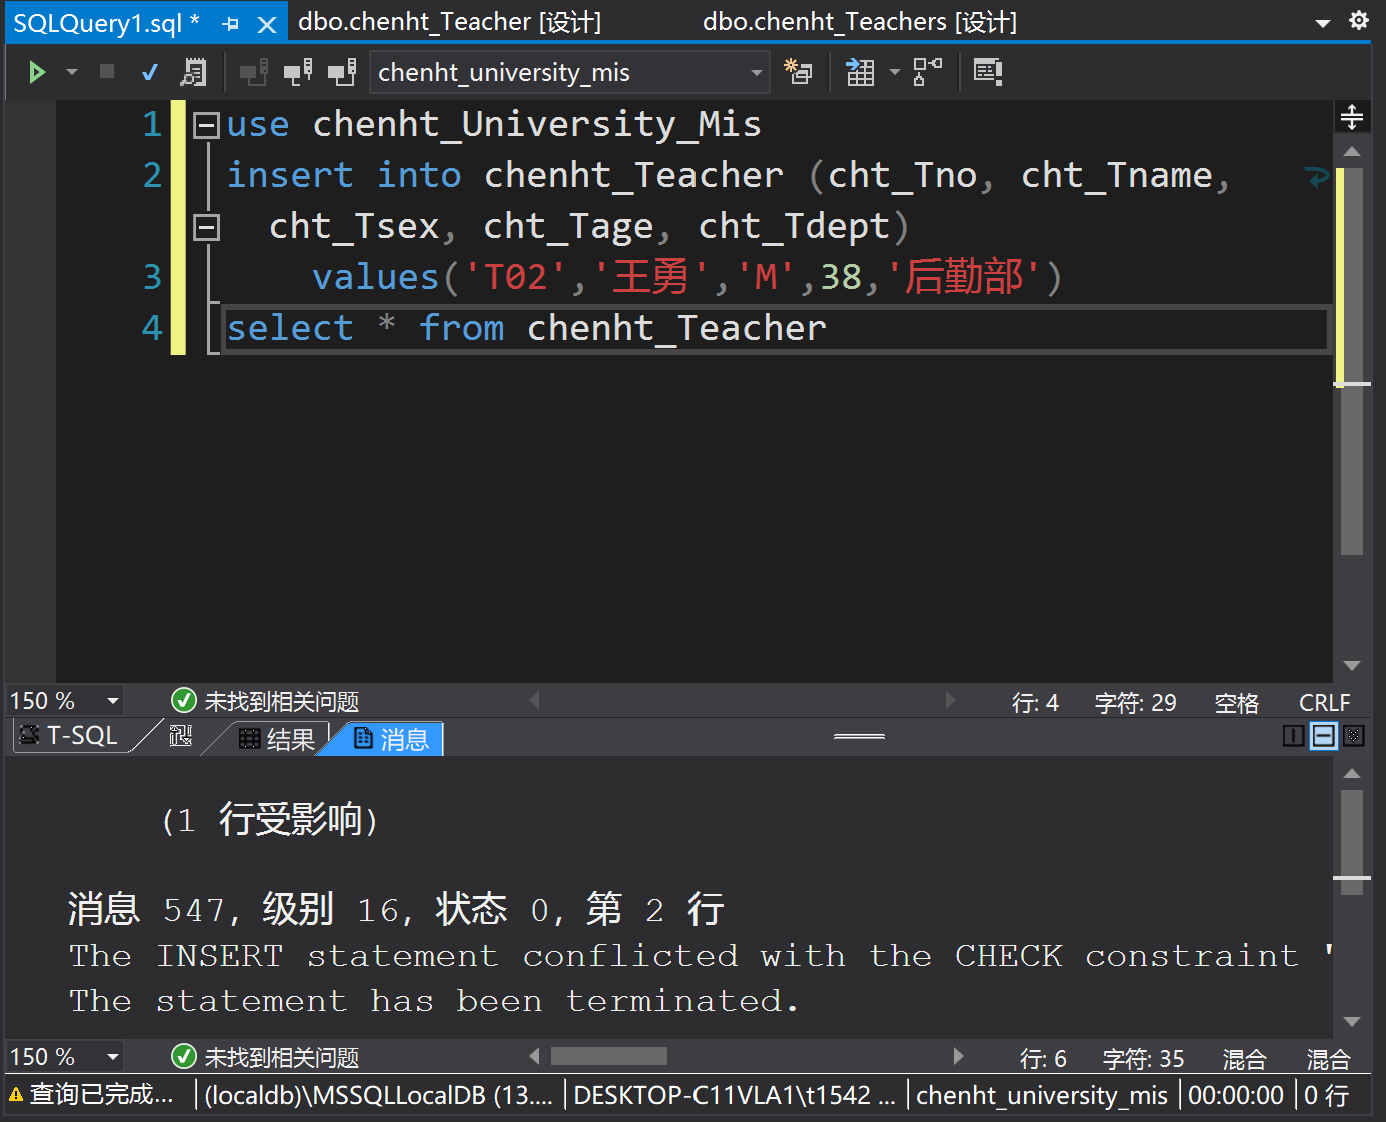 SQLQuery1.sql * dbo.chenht_Teacher [设计] dbo.chenht_Teachers [设计]
chenht_university_mis
1 use chenht_University_Mis
2 insert into chenht_Teacher (cht_Tno, cht_Tname,
cht_Tsex, cht_Tage, cht_Tdept)
3 values('T02','王勇','M',38,'后勤部')
4 select * from chenht_Teacher
150 % 未找到相关问题 行: 4 字符: 29 空格 CRLF
T-SQL 结果 消息
(1 行受影响)
消息 547, 级别 16, 状态 0, 第 2 行
The INSERT statement conflicted with the CHECK constraint "
The statement has been terminated.
150 % 未找到相关问题 行: 6 字符: 35 混合 混合
查询已完成... (localdb)\MSSQLLocalDB (13.... DESKTOP-C11VLA1\t1542 ... chenht_university_mis 00:00:00 0 行